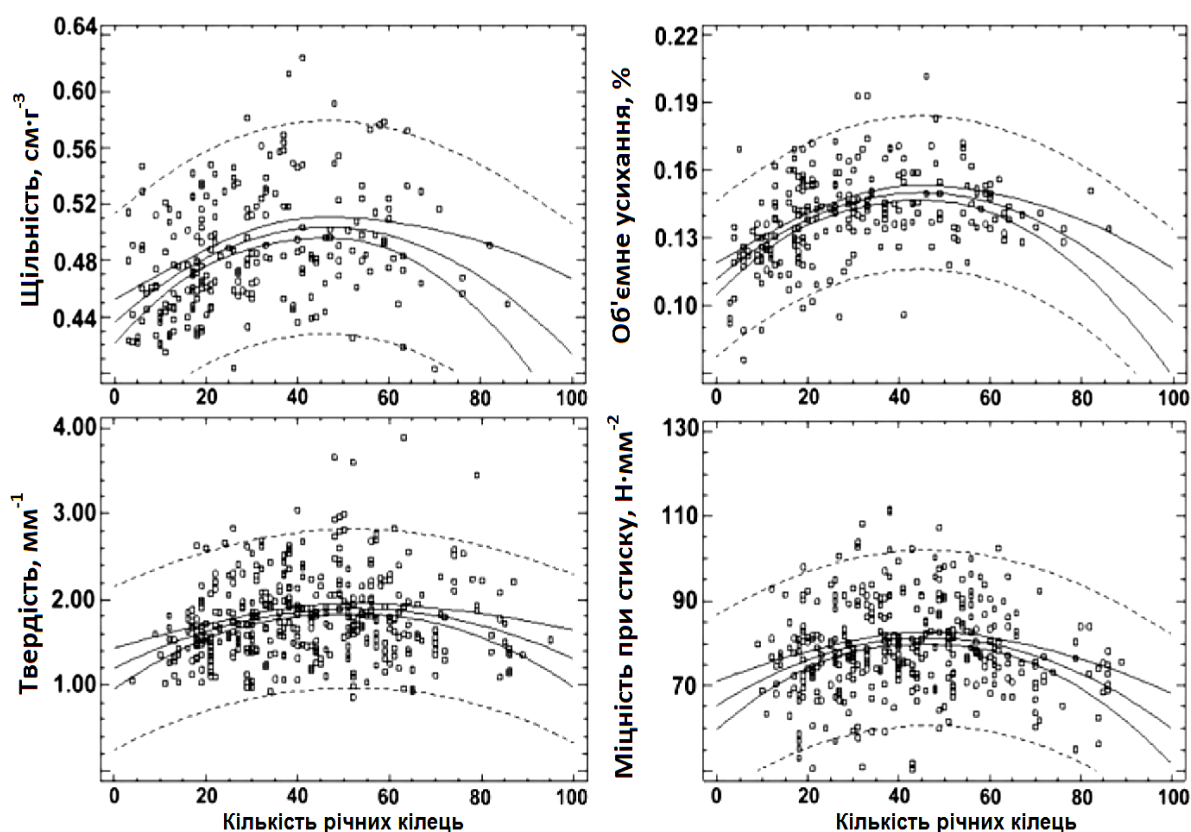 Щільність, см·г⁻³
0.64
0.60
0.56
0.52
0.48
0.44
0 20 40 60 80 100
Об'ємне усихання, %
0.22
0.19
0.16
0.13
0.10
0 20 40 60 80 100
Твердість, мм⁻¹
4.00
3.00
2.00
1.00
0 20 40 60 80 100
Кількість річних кілець
Міцність при стиску, Н·мм⁻²
130
110
90
70
0 20 40 60 80 100
Кількість річних кілець